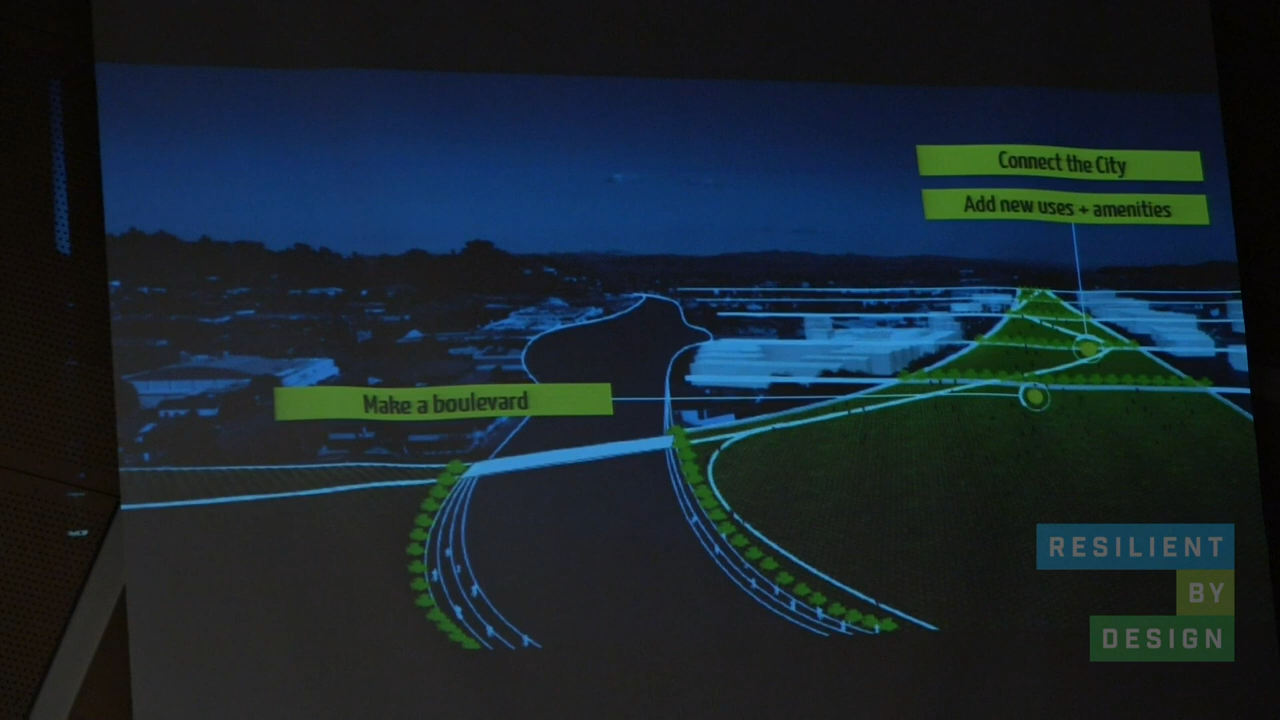 Connect the City
Add new uses + amenities
Make a boulevard
RESILIENT
BY
DESIGN